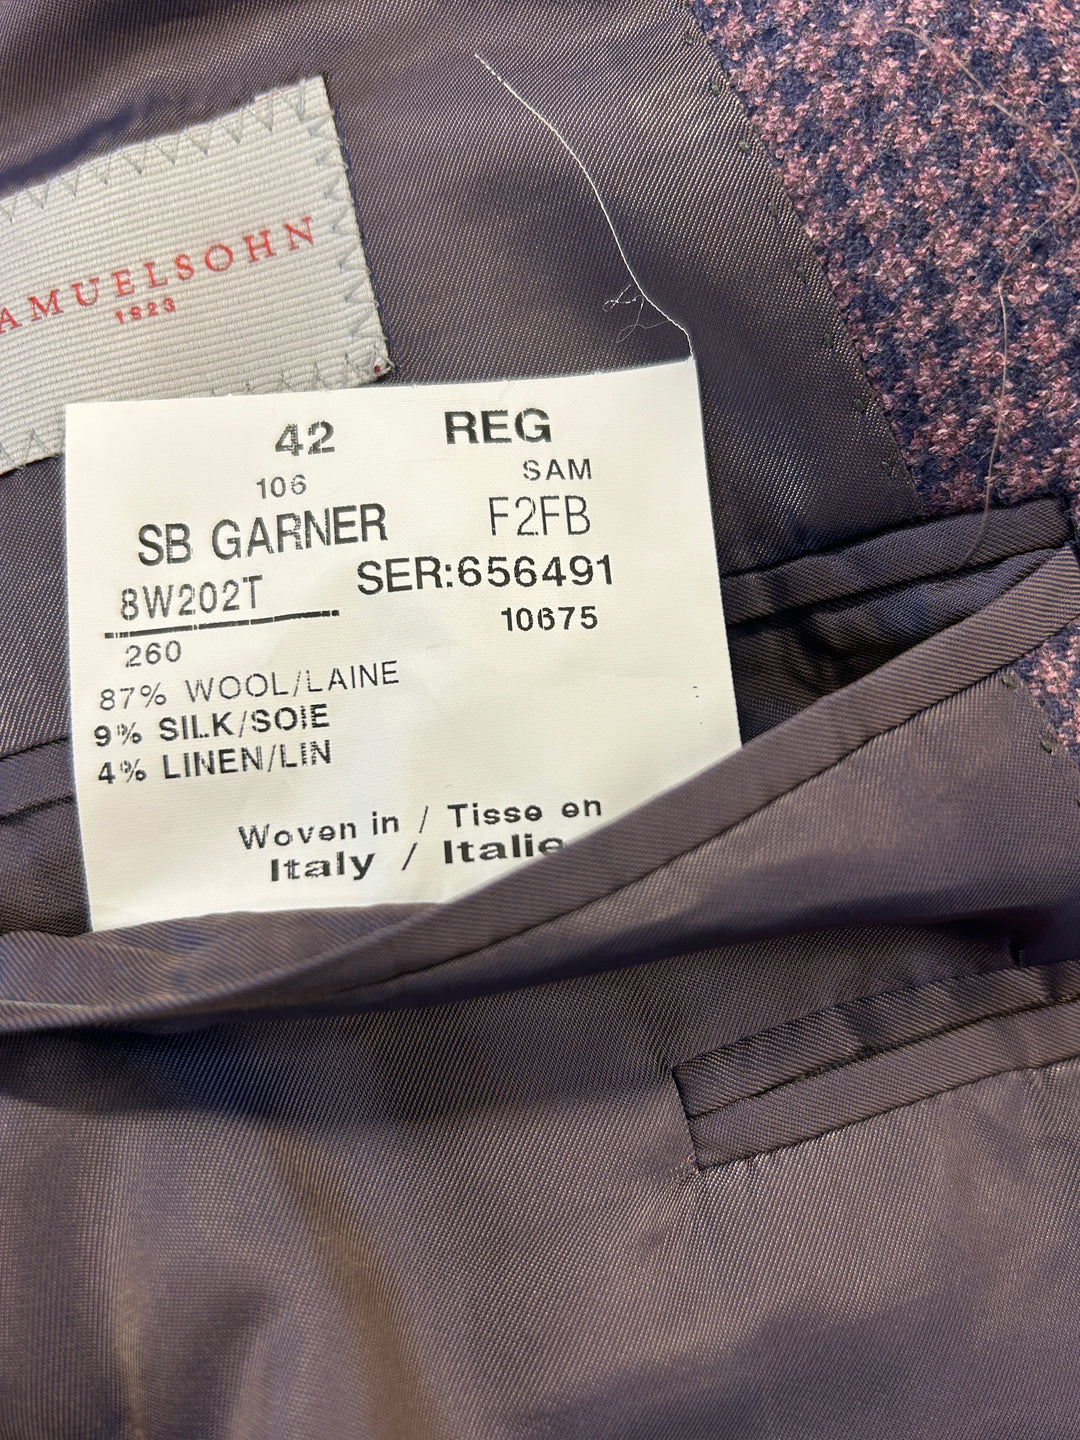 AMUELSOHN
1923
42 REG
106 SAM
SB GARNER F2FB
8W202T SER:656491
260 10675
87% WOOL/LAINE
9% SILK/SOIE
4% LINEN/LIN
Woven in / Tisse en
Italy / Italie